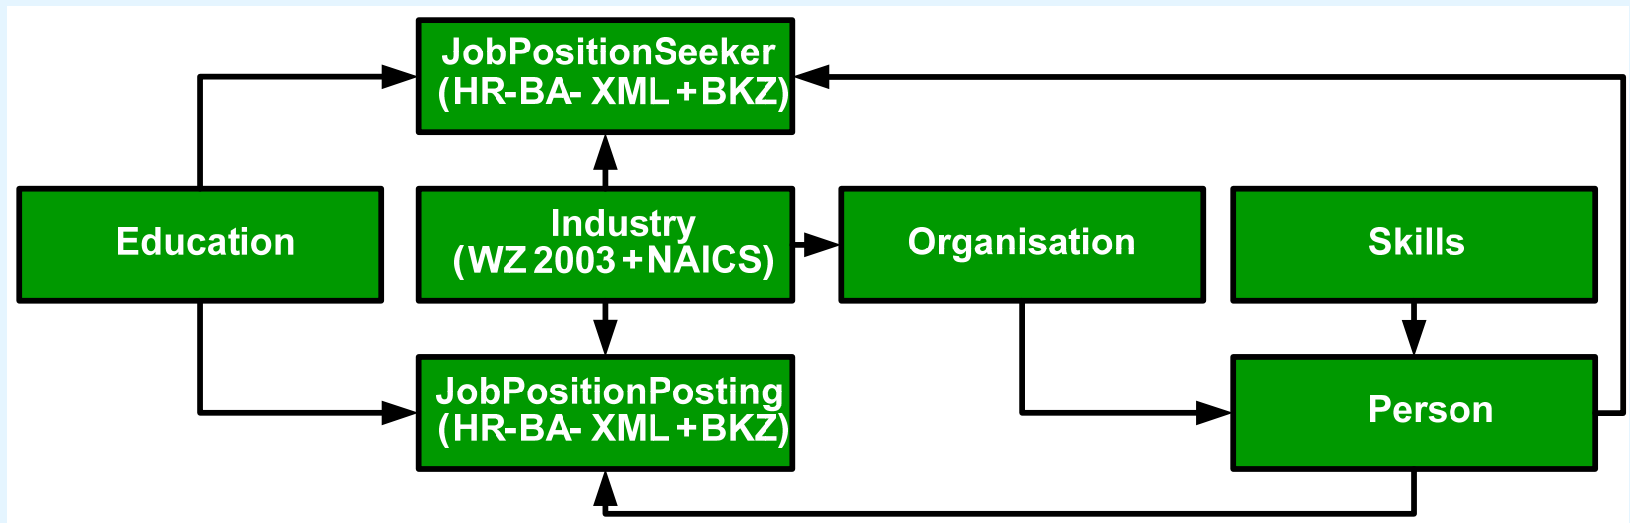 JobPositionSeeker
(HR-BA- XML +BKZ)
Education
Industry
(WZ 2003 +NAICS)
Organisation
Skills
JobPositionPosting
(HR-BA- XML +BKZ)
Person